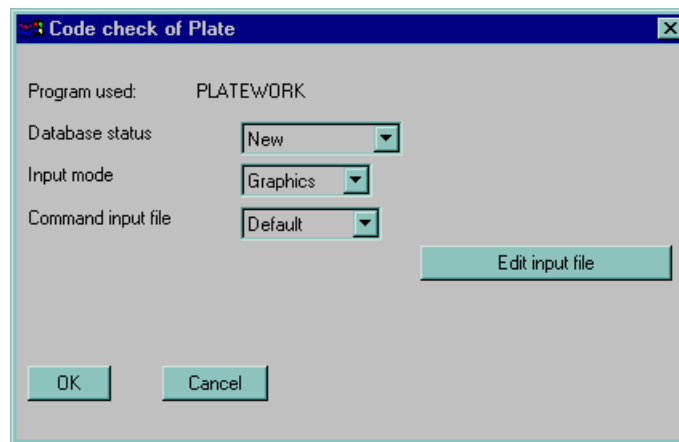 Code check of Plate
Program used: PLATEWORK
Database status New
Input mode Graphics
Command input file Default
Edit input file
OK Cancel